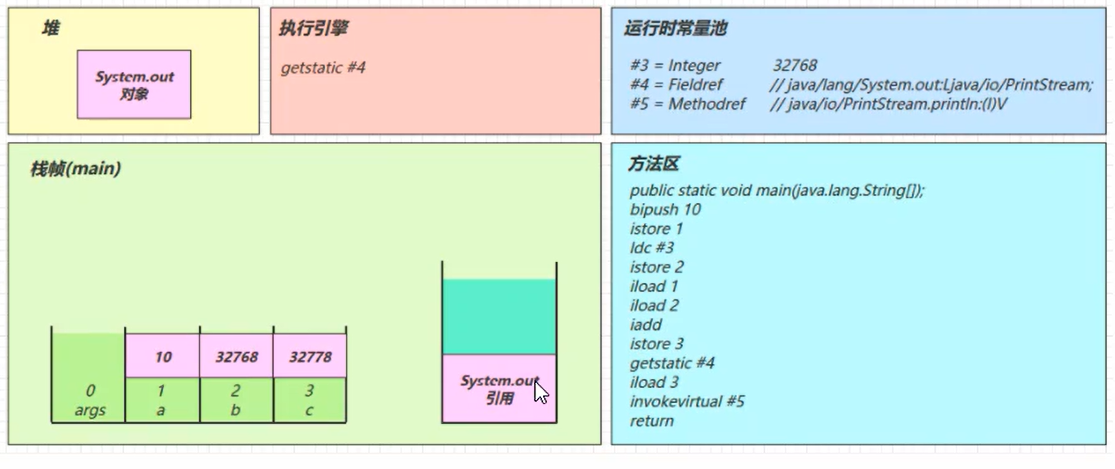 堆
System.out
对象
执行引擎
getstatic #4
运行时常量池
#3 = Integer 32768
#4 = Fieldref // java/lang/System.out:Ljava/io/PrintStream;
#5 = Methodref // java/io/PrintStream.println:(I)V
栈帧(main)
10 32768 32778
0 1 2 3
args a b c
System.out
引用
方法区
public static void main(java.lang.String[]);
bipush 10
istore 1
ldc #3
istore 2
iload 1
iload 2
iadd
istore 3
getstatic #4
iload 3
invokevirtual #5
return